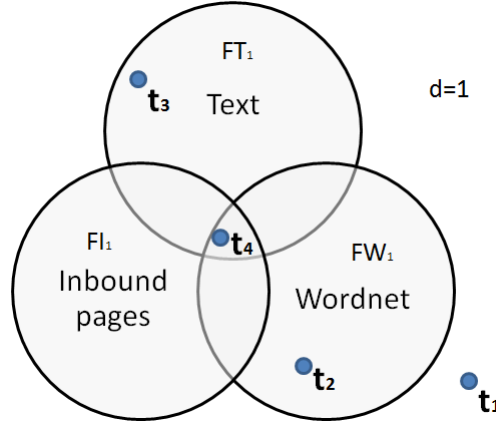 FT1
d=1
t3
Text
FI1
t4
FW1
Inbound
pages
Wordnet
t2
t1